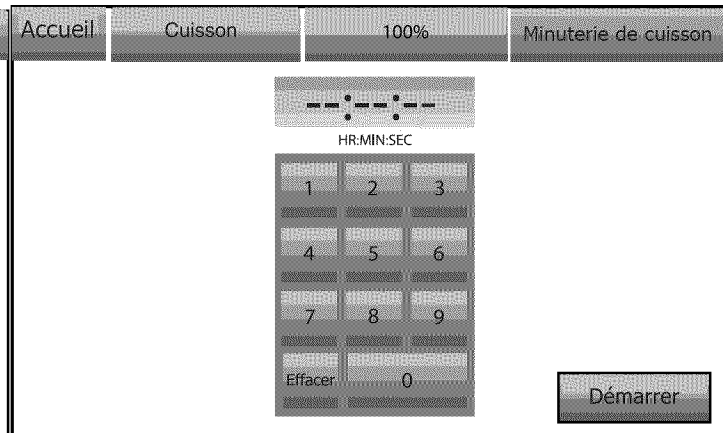 Accueil Cuisson 100% Minuterie de cuisson
--:--:--
HR:MIN:SEC
1 2 3
4 5 6
7 8 9
Effacer 0
Démarrer